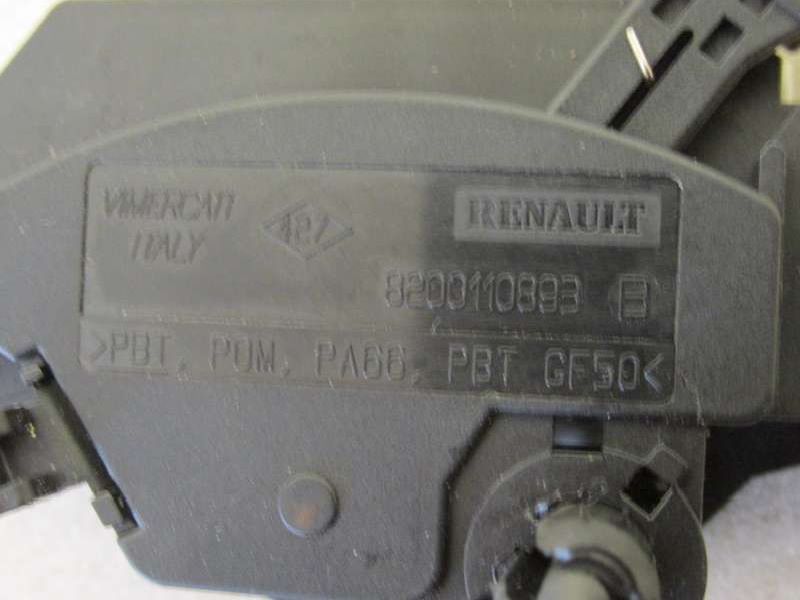 VIMERCATI
ITALY
427
RENAULT
8200110893 B
>PBT, POM, PA66, PBT GF50<